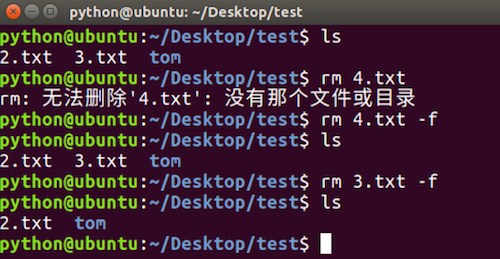 python@ubuntu: ~/Desktop/test
python@ubuntu:~/Desktop/test$ ls
2.txt  3.txt  tom
python@ubuntu:~/Desktop/test$ rm 4.txt
rm: 无法删除'4.txt': 没有那个文件或目录
python@ubuntu:~/Desktop/test$ rm 4.txt -f
python@ubuntu:~/Desktop/test$ ls
2.txt  3.txt  tom
python@ubuntu:~/Desktop/test$ rm 3.txt -f
python@ubuntu:~/Desktop/test$ ls
2.txt  tom
python@ubuntu:~/Desktop/test$